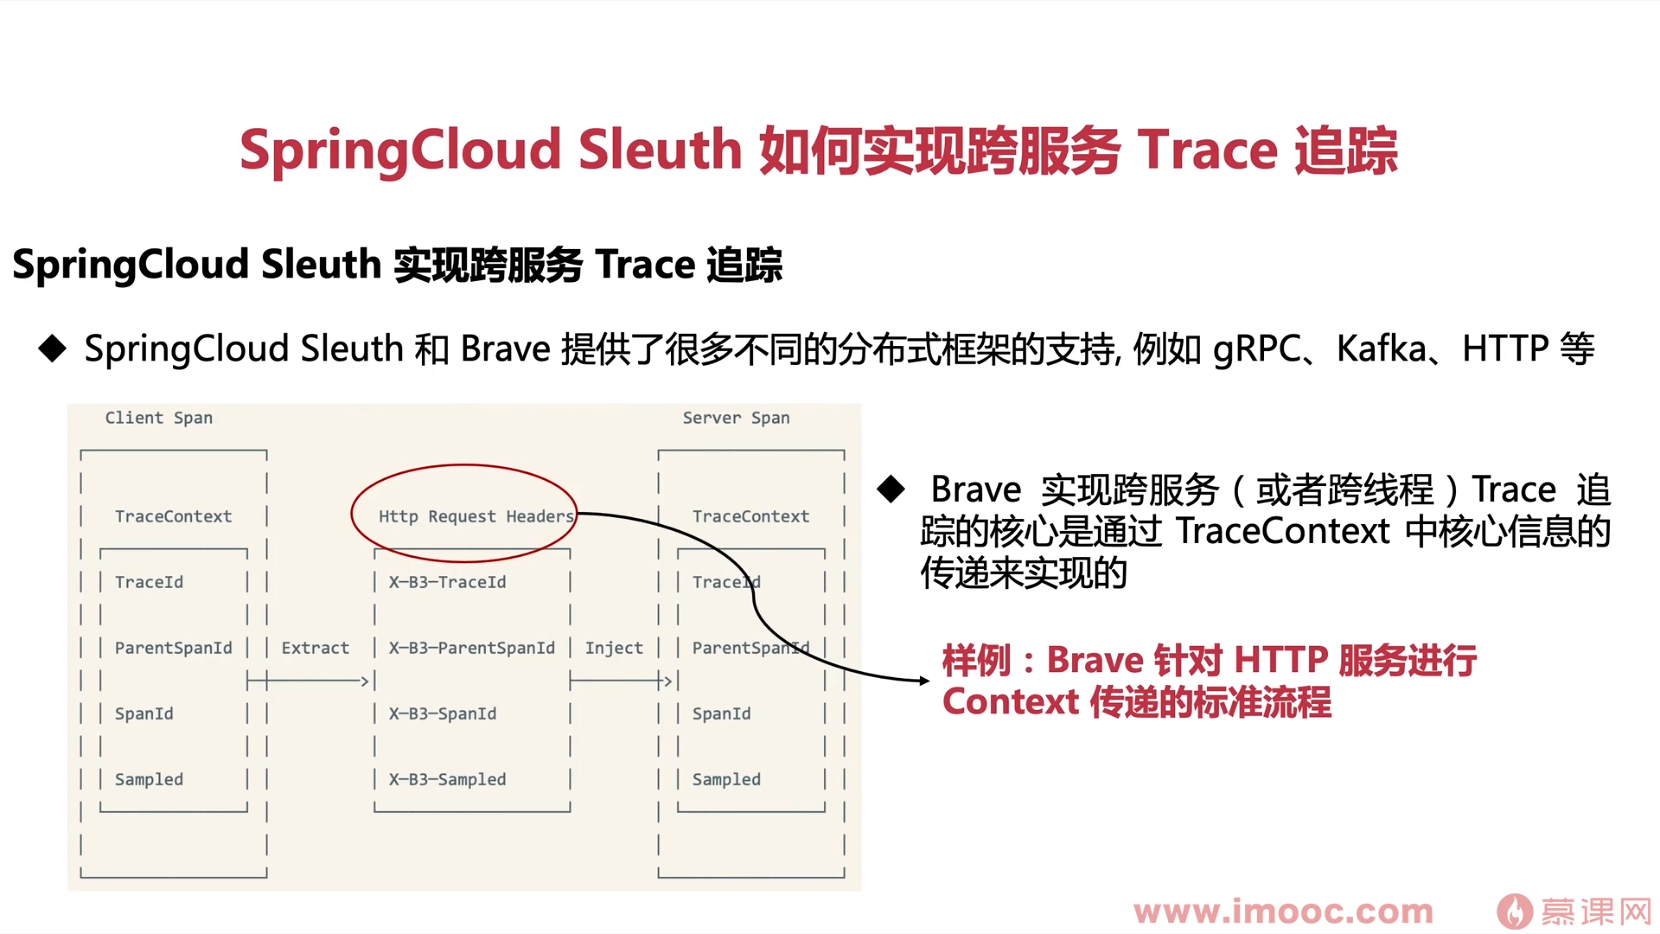 SpringCloud Sleuth 如何实现跨服务 Trace 追踪
SpringCloud Sleuth 实现跨服务 Trace 追踪
◆ SpringCloud Sleuth 和 Brave 提供了很多不同的分布式框架的支持, 例如 gRPC、Kafka、HTTP 等
Client Span
Server Span
TraceContext
Http Request Headers
TraceContext
TraceId
X-B3-TraceId
TraceId
ParentSpanId
Extract
X-B3-ParentSpanId
Inject
ParentSpanId
SpanId
X-B3-SpanId
SpanId
Sampled
X-B3-Sampled
Sampled
◆ Brave 实现跨服务（或者跨线程）Trace 追
踪的核心是通过 TraceContext 中核心信息的
传递来实现的
样例：Brave 针对 HTTP 服务进行
Context 传递的标准流程
www.imooc.com
慕课网